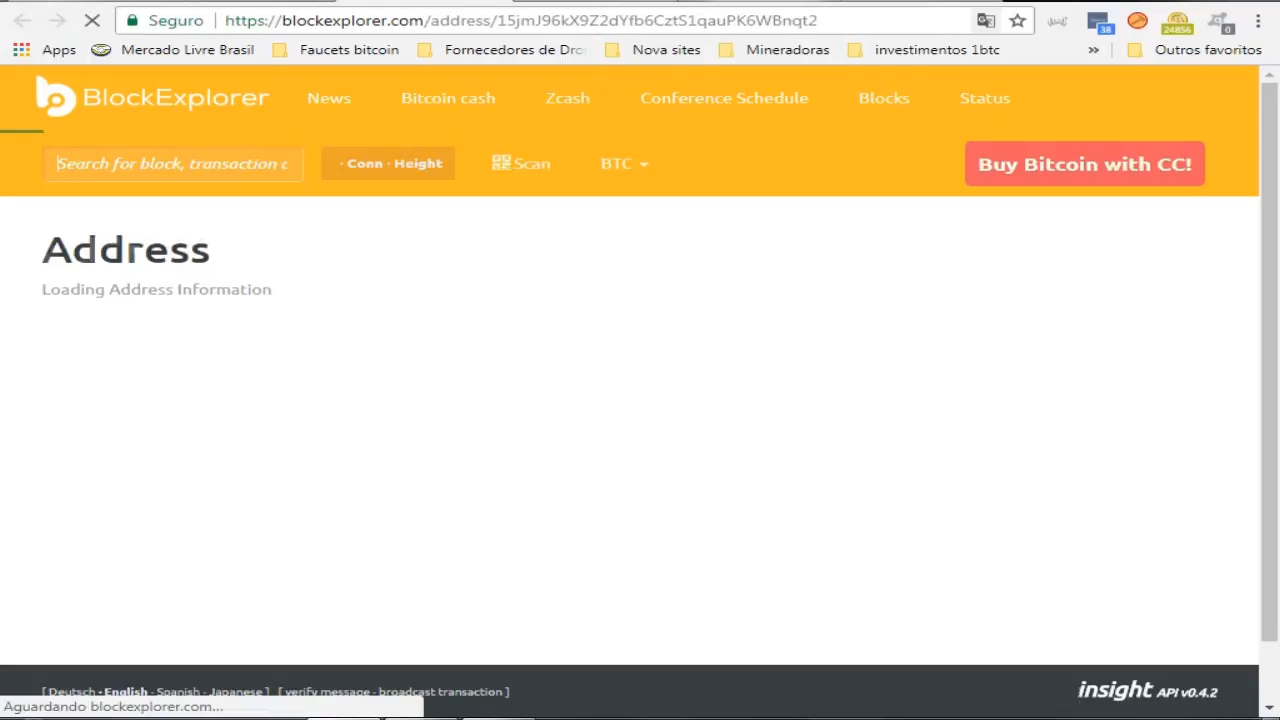 Seguro https://blockexplorer.com/address/15jmJ96kX9Z2dYfb6CztS1qauPK6WBnqt2
38 24856 0
Apps Mercado Livre Brasil Faucets bitcoin Fornecedores de Dro Nova sites Mineradoras investimentos 1btc » Outros favoritos
BlockExplorer News Bitcoin cash Zcash Conference Schedule Blocks Status
Search for block, transaction o · Conn · Height Scan BTC Buy Bitcoin with CC!
Address
Loading Address Information
[ Deutsch · English · Spanish · Japanese ] [ verify message · broadcast transaction ] insight API v0.4.2
Aguardando blockexplorer.com...